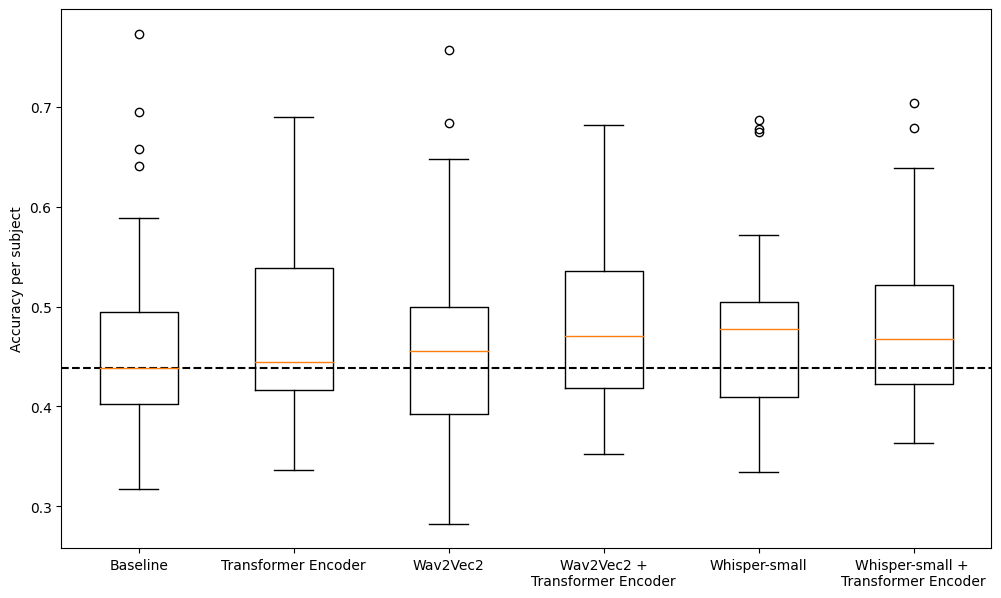 Accuracy per subject
0.7
0.6
0.5
0.4
0.3
Baseline
Transformer Encoder
Wav2Vec2
Wav2Vec2 +
Transformer Encoder
Whisper-small
Whisper-small +
Transformer Encoder